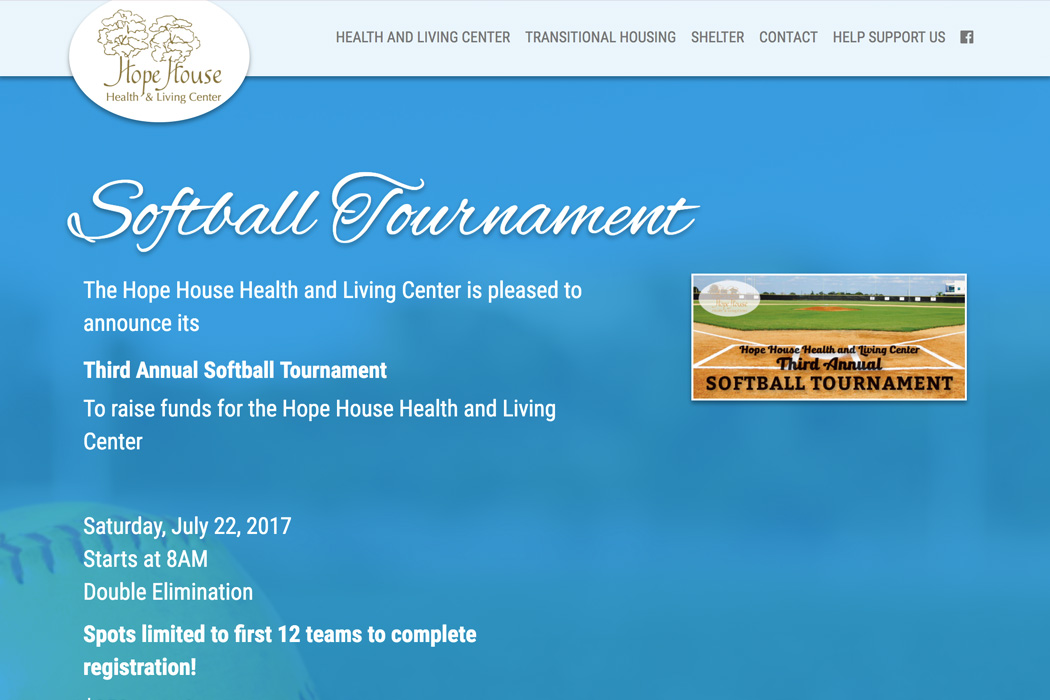 Hope House
Health & Living Center
HEALTH AND LIVING CENTER TRANSITIONAL HOUSING SHELTER CONTACT HELP SUPPORT US
Softball Tournament
The Hope House Health and Living Center is pleased to
announce its
Third Annual Softball Tournament
To raise funds for the Hope House Health and Living
Center
Hope House
Hope House Health and Living Center
Third Annual
SOFTBALL TOURNAMENT
Saturday, July 22, 2017
Starts at 8AM
Double Elimination
Spots limited to first 12 teams to complete
registration!